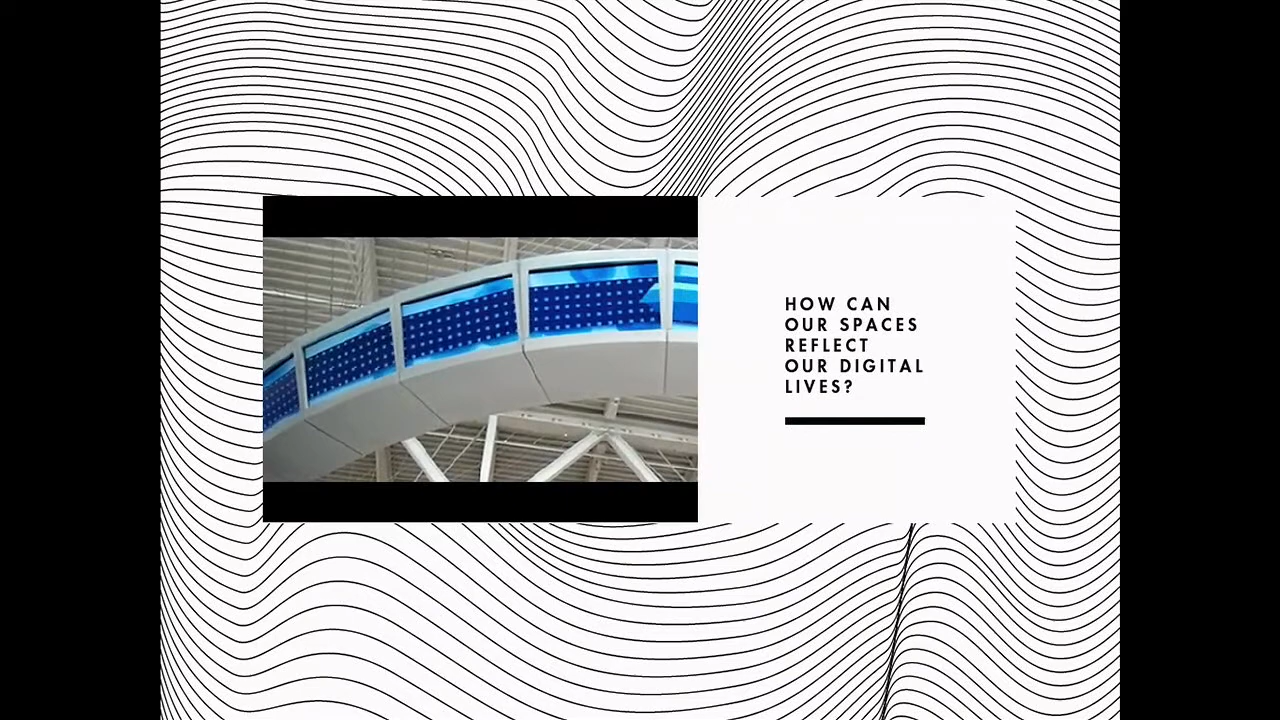 HOW CAN
OUR SPACES
REFLECT
OUR DIGITAL
LIVES?